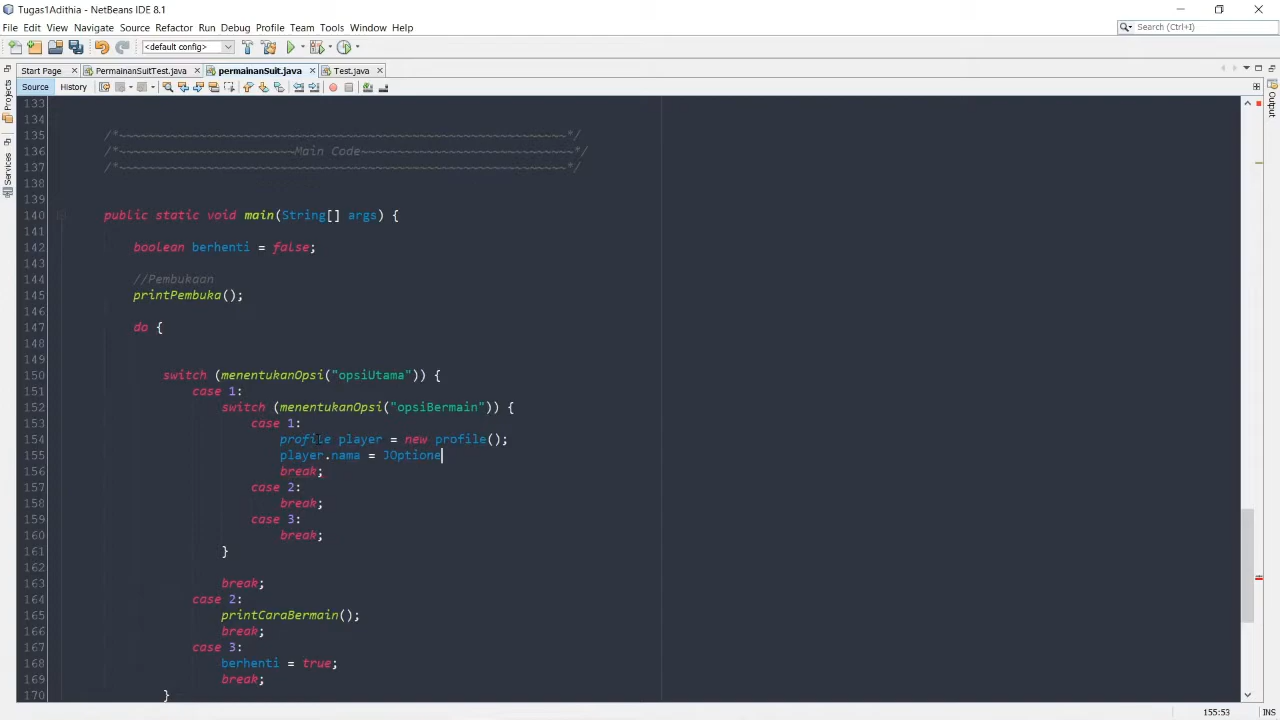 Tugas1Adithia - NetBeans IDE 8.1
File Edit View Navigate Source Refactor Run Debug Profile Team Tools Window Help
Search (Ctrl+I)
<default config>
Start Page PermainanSuitTest.java permainanSuit.java Test.java
Source History
Projects
Services
Output
133
134
135 /*~~~~~~~~~~~~~~~~~~~~~~~~~~~~~~~~~~~~~~~~~~~~~~~~~~~~~~~~~~~~~*/
136 /*~~~~~~~~~~~~~~~~~~~~~~~~Main Code~~~~~~~~~~~~~~~~~~~~~~~~~~~~~*/
137 /*~~~~~~~~~~~~~~~~~~~~~~~~~~~~~~~~~~~~~~~~~~~~~~~~~~~~~~~~~~~~~*/
138
139
140 public static void main(String[] args) {
141
142 boolean berhenti = false;
143
144 //Pembukaan
145 printPembuka();
146
147 do {
148
149
150 switch (menentukanOpsi("opsiUtama")) {
151 case 1:
152 switch (menentukanOpsi("opsiBermain")) {
153 case 1:
154 profile player = new profile();
155 player.nama = JOptione
156 break;
157 case 2:
158 break;
159 case 3:
160 break;
161 }
162
163 break;
164 case 2:
165 printCaraBermain();
166 break;
167 case 3:
168 berhenti = true;
169 break;
170 }
155:53 INS